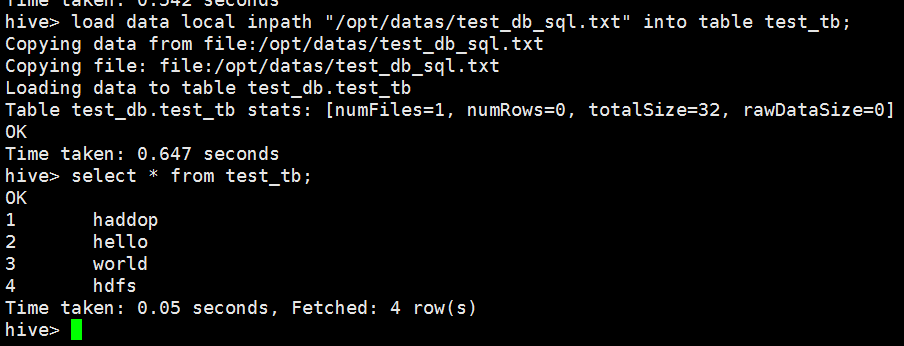 Time taken: 0.542 seconds
hive> load data local inpath "/opt/datas/test_db_sql.txt" into table test_tb;
Copying data from file:/opt/datas/test_db_sql.txt
Copying file: file:/opt/datas/test_db_sql.txt
Loading data to table test_db.test_tb
Table test_db.test_tb stats: [numFiles=1, numRows=0, totalSize=32, rawDataSize=0]
OK
Time taken: 0.647 seconds
hive> select * from test_tb;
OK
1 haddop
2 hello
3 world
4 hdfs
Time taken: 0.05 seconds, Fetched: 4 row(s)
hive>